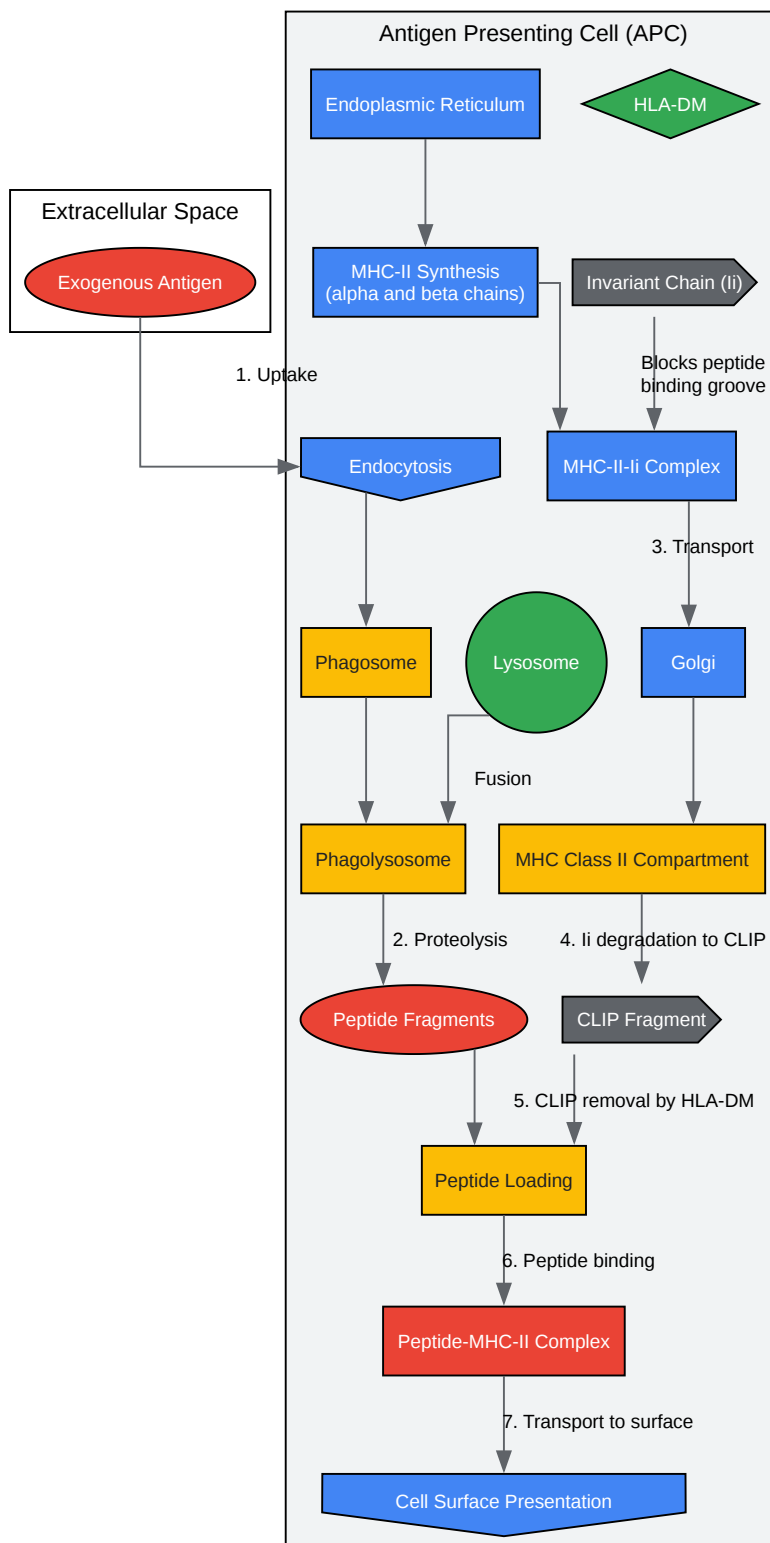 Antigen Presenting Cell (APC)
Endoplasmic Reticulum
HLA-DM
Extracellular Space
Exogenous Antigen
MHC-II Synthesis
(alpha and beta chains)
Invariant Chain (Ii)
1. Uptake
Blocks peptide
binding groove
Endocytosis
MHC-II-Ii Complex
3. Transport
Phagosome
Lysosome
Golgi
Fusion
Phagolysosome
MHC Class II Compartment
2. Proteolysis
4. Ii degradation to CLIP
Peptide Fragments
CLIP Fragment
5. CLIP removal by HLA-DM
Peptide Loading
6. Peptide binding
Peptide-MHC-II Complex
7. Transport to surface
Cell Surface Presentation